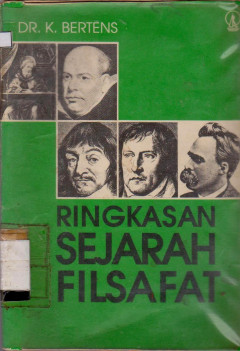 DR. K. BERTENS
RINGKASAN
SEJARAH
FILSAFAT